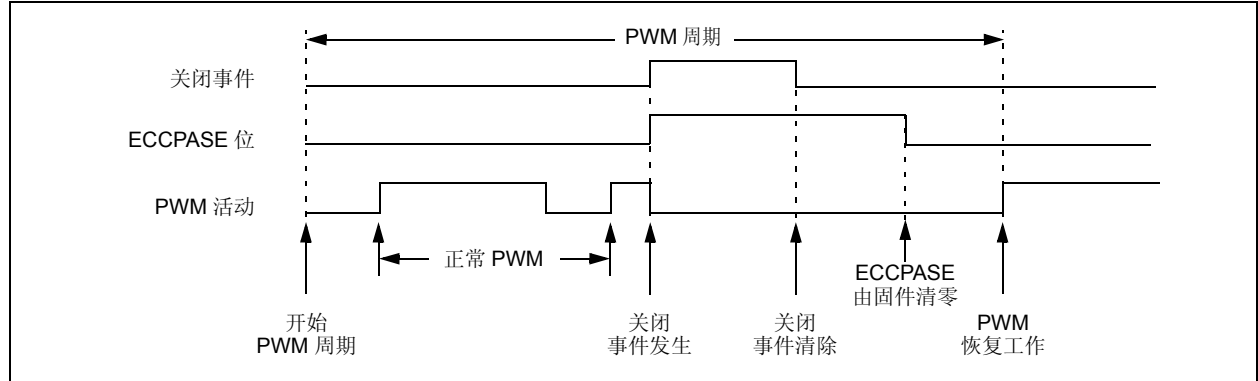 PWM 周期
关闭事件
ECCPASE 位
PWM 活动
正常 PWM
ECCPASE
由固件清零
开始
PWM 周期
关闭
事件发生
关闭
事件清除
PWM
恢复工作